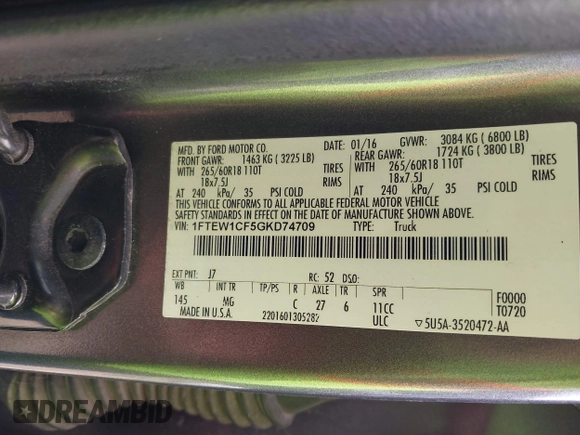 MFD. BY FORD MOTOR CO.
DATE: 01/16 GVWR: 3084 KG ( 6800 LB)
FRONT GAWR: 1463 KG ( 3225 LB) REAR GAWR: 1724 KG ( 3800 LB)
265/60R18 110T TIRES 265/60R18 110T TIRES
18x7.5J RIMS 18x7.5J RIMS
AT 240 kPa/ 35 PSI COLD AT 240 kPa/ 35 PSI COLD
THIS VEHICLE CONFORMS TO ALL APPLICABLE FEDERAL MOTOR VEHICLE
SAFETY STANDARDS IN EFFECT ON THE DATE OF MANUFACTURE SHOWN ABOVE.
VIN: 1FTEW1CF5GKD74709 TYPE: Truck
EXT PNT: J7 RC: 52 DSO:
WB INT TR TP/PS R AXLE TR SPR F0000
145 MG C 27 6 11CC T0720
MADE IN U.S.A. 2201601305282 ULC ▽5U5A-3520472-AA
DREAMBID